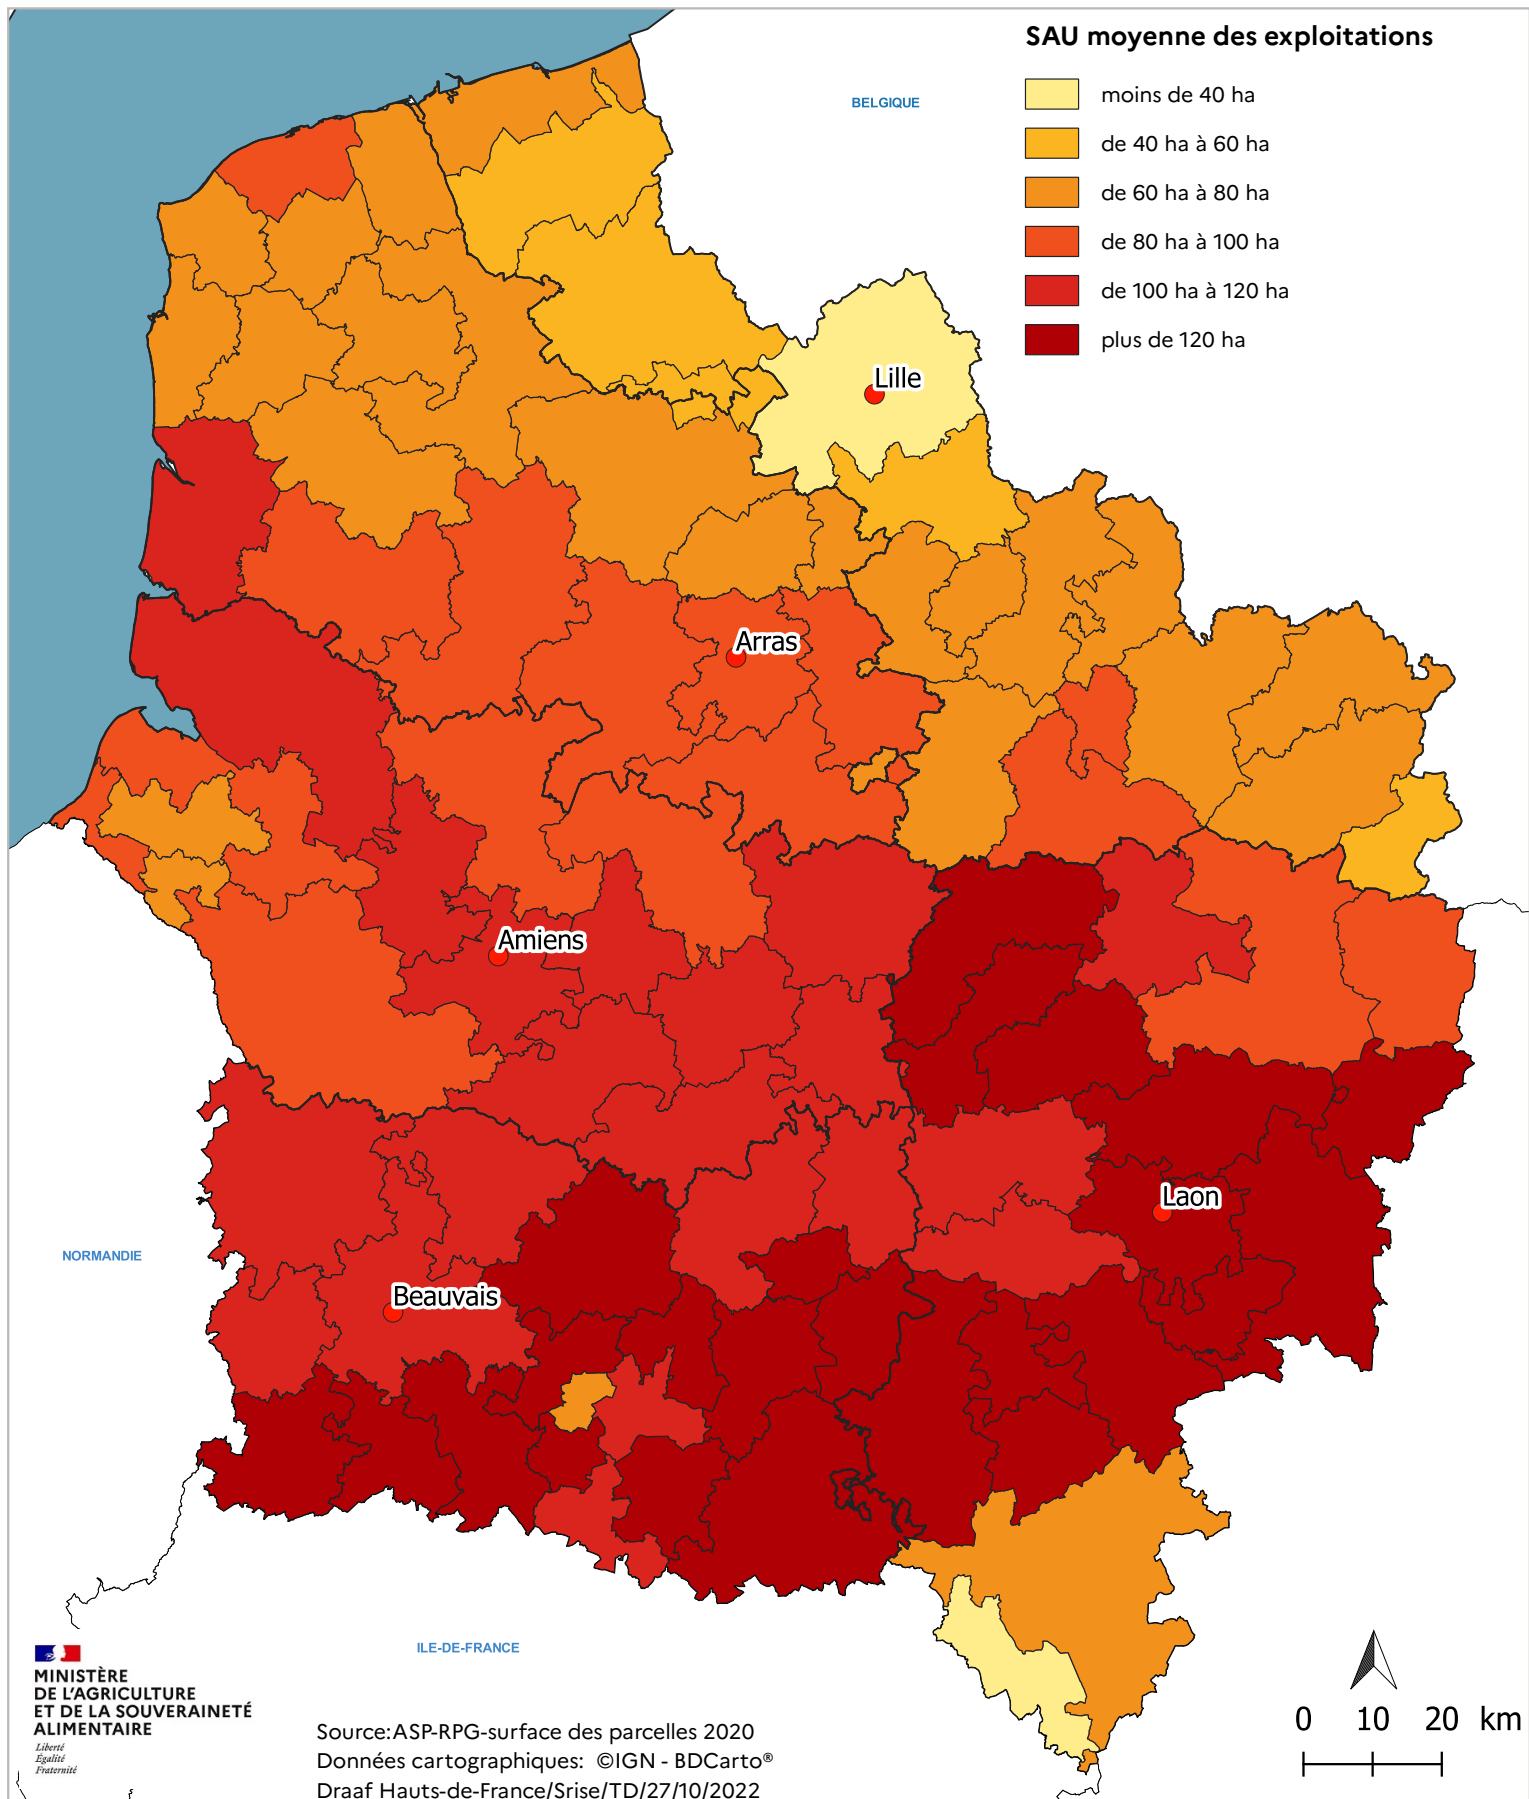 SAU moyenne des exploitations
moins de 40 ha
de 40 ha à 60 ha
de 60 ha à 80 ha
de 80 ha à 100 ha
de 100 ha à 120 ha
plus de 120 ha
BELGIQUE
Lille
Arras
Amiens
Laon
NORMANDIE
Beauvais
ILE-DE-FRANCE
MINISTÈRE
DE L'AGRICULTURE
ET DE LA SOUVERAINETÉ
ALIMENTAIRE
Liberté
Égalité
Fraternité
Source:ASP-RPG-surface des parcelles 2020
Données cartographiques: ©IGN - BDCarto®
Draaf Hauts-de-France/Srise/TD/27/10/2022
0 10 20 km